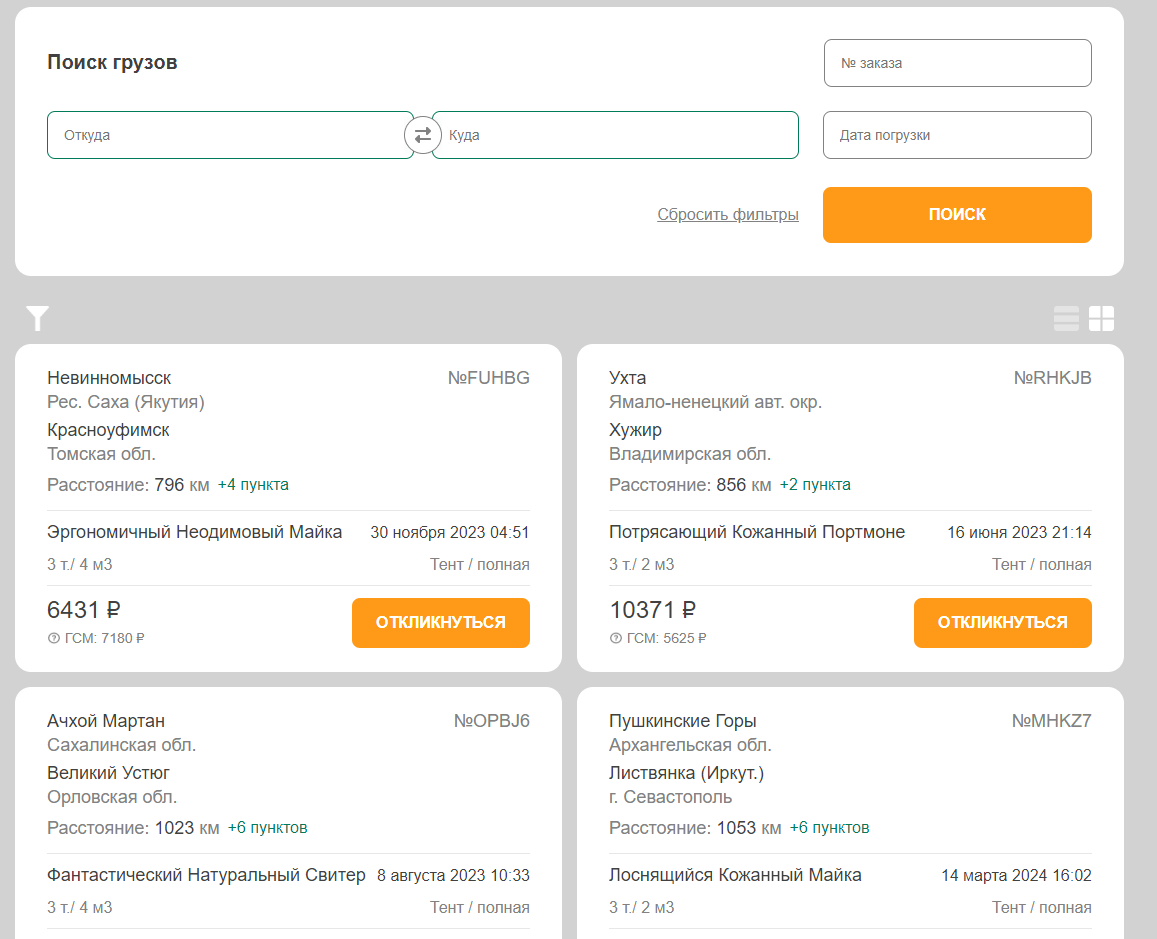 Поиск грузов
№ заказа
Откуда
Куда
Дата погрузки
Сбросить фильтры
ПОИСК
Невинномысск
№FUHBG
Рес. Саха (Якутия)
Красноуфимск
Томская обл.
Расстояние: 796 км +4 пункта
Эргономичный Неодимовый Майка
30 ноября 2023 04:51
3 т./ 4 м3
Тент / полная
6431 ₽
ГСМ: 7180 ₽
ОТКЛИКНУТЬСЯ
Ухта
№RHKJB
Ямало-ненецкий авт. окр.
Хужир
Владимирская обл.
Расстояние: 856 км +2 пункта
Потрясающий Кожанный Портмоне
16 июня 2023 21:14
3 т./ 2 м3
Тент / полная
10371 ₽
ГСМ: 5625 ₽
ОТКЛИКНУТЬСЯ
Ачхой Мартан
№OPBJ6
Сахалинская обл.
Великий Устюг
Орловская обл.
Расстояние: 1023 км +6 пунктов
Фантастический Натуральный Свитер
8 августа 2023 10:33
3 т./ 4 м3
Тент / полная
Пушкинские Горы
№MHKZ7
Архангельская обл.
Листвянка (Иркут.)
г. Севастополь
Расстояние: 1053 км +6 пунктов
Лоснящийся Кожанный Майка
14 марта 2024 16:02
3 т./ 2 м3
Тент / полная